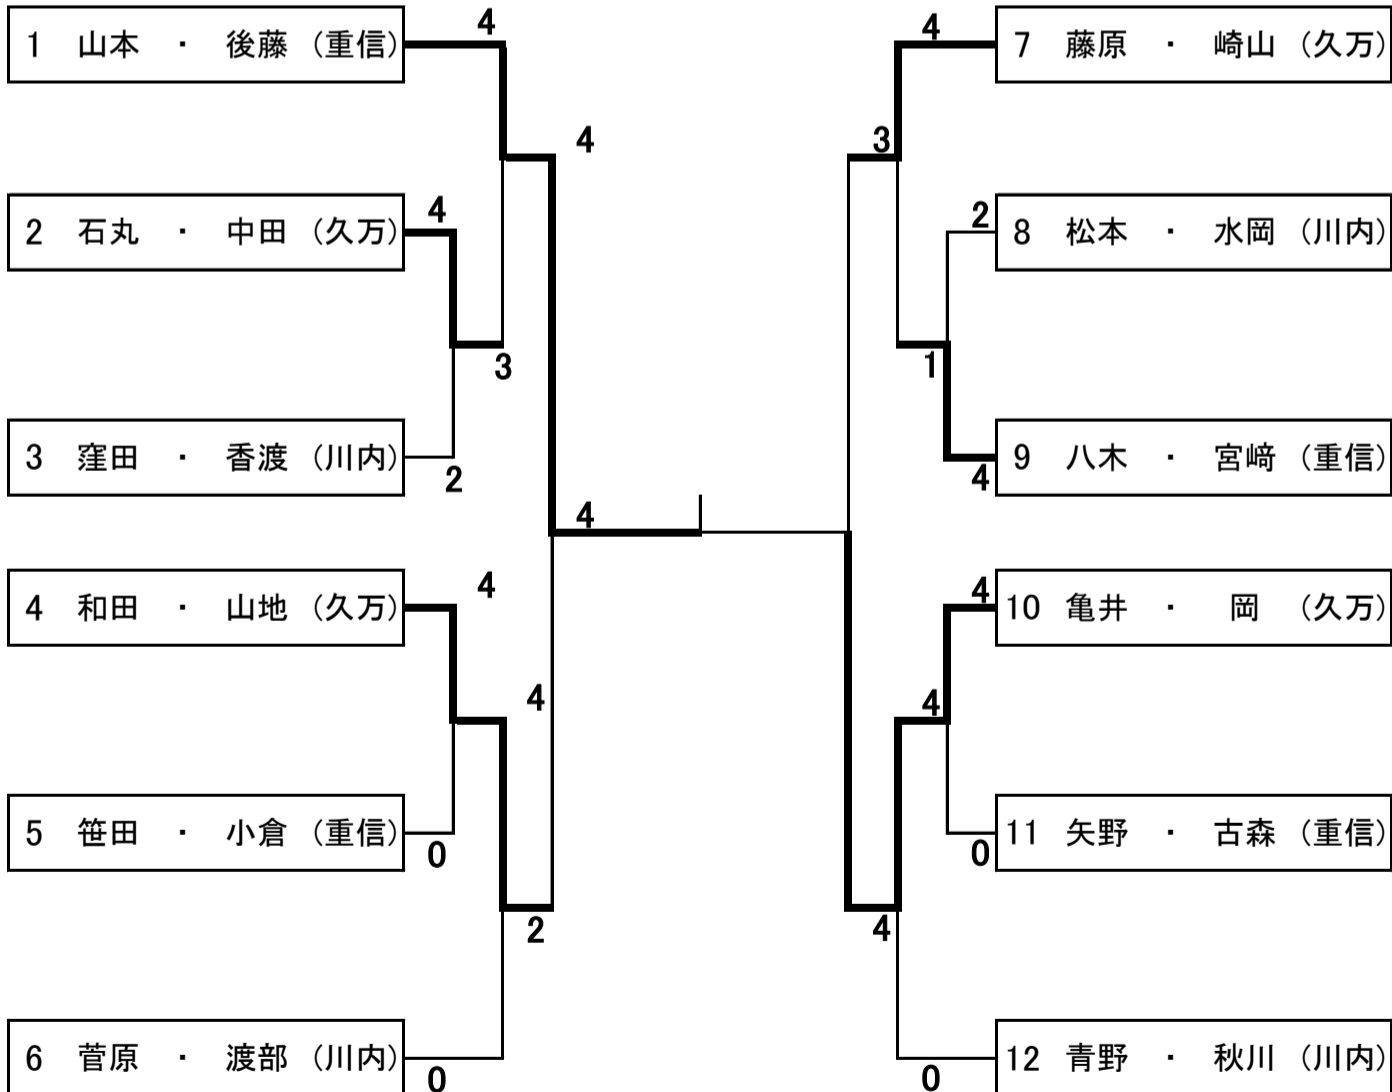 4
1 山本 ・ 後藤 (重信)
4
4
2 石丸 ・ 中田 (久万)
3
3 窪田 ・ 香渡 (川内)
2
4
4
4 和田 ・ 山地 (久万)
4
5 笹田 ・ 小倉 (重信)
0
2
6 菅原 ・ 渡部 (川内)
0
4
7 藤原 ・ 崎山 (久万)
3
2
8 松本 ・ 水岡 (川内)
1
9 八木 ・ 宮﨑 (重信)
4
4
10 亀井 ・ 岡 (久万)
4
11 矢野 ・ 古森 (重信)
0
4
12 青野 ・ 秋川 (川内)
0